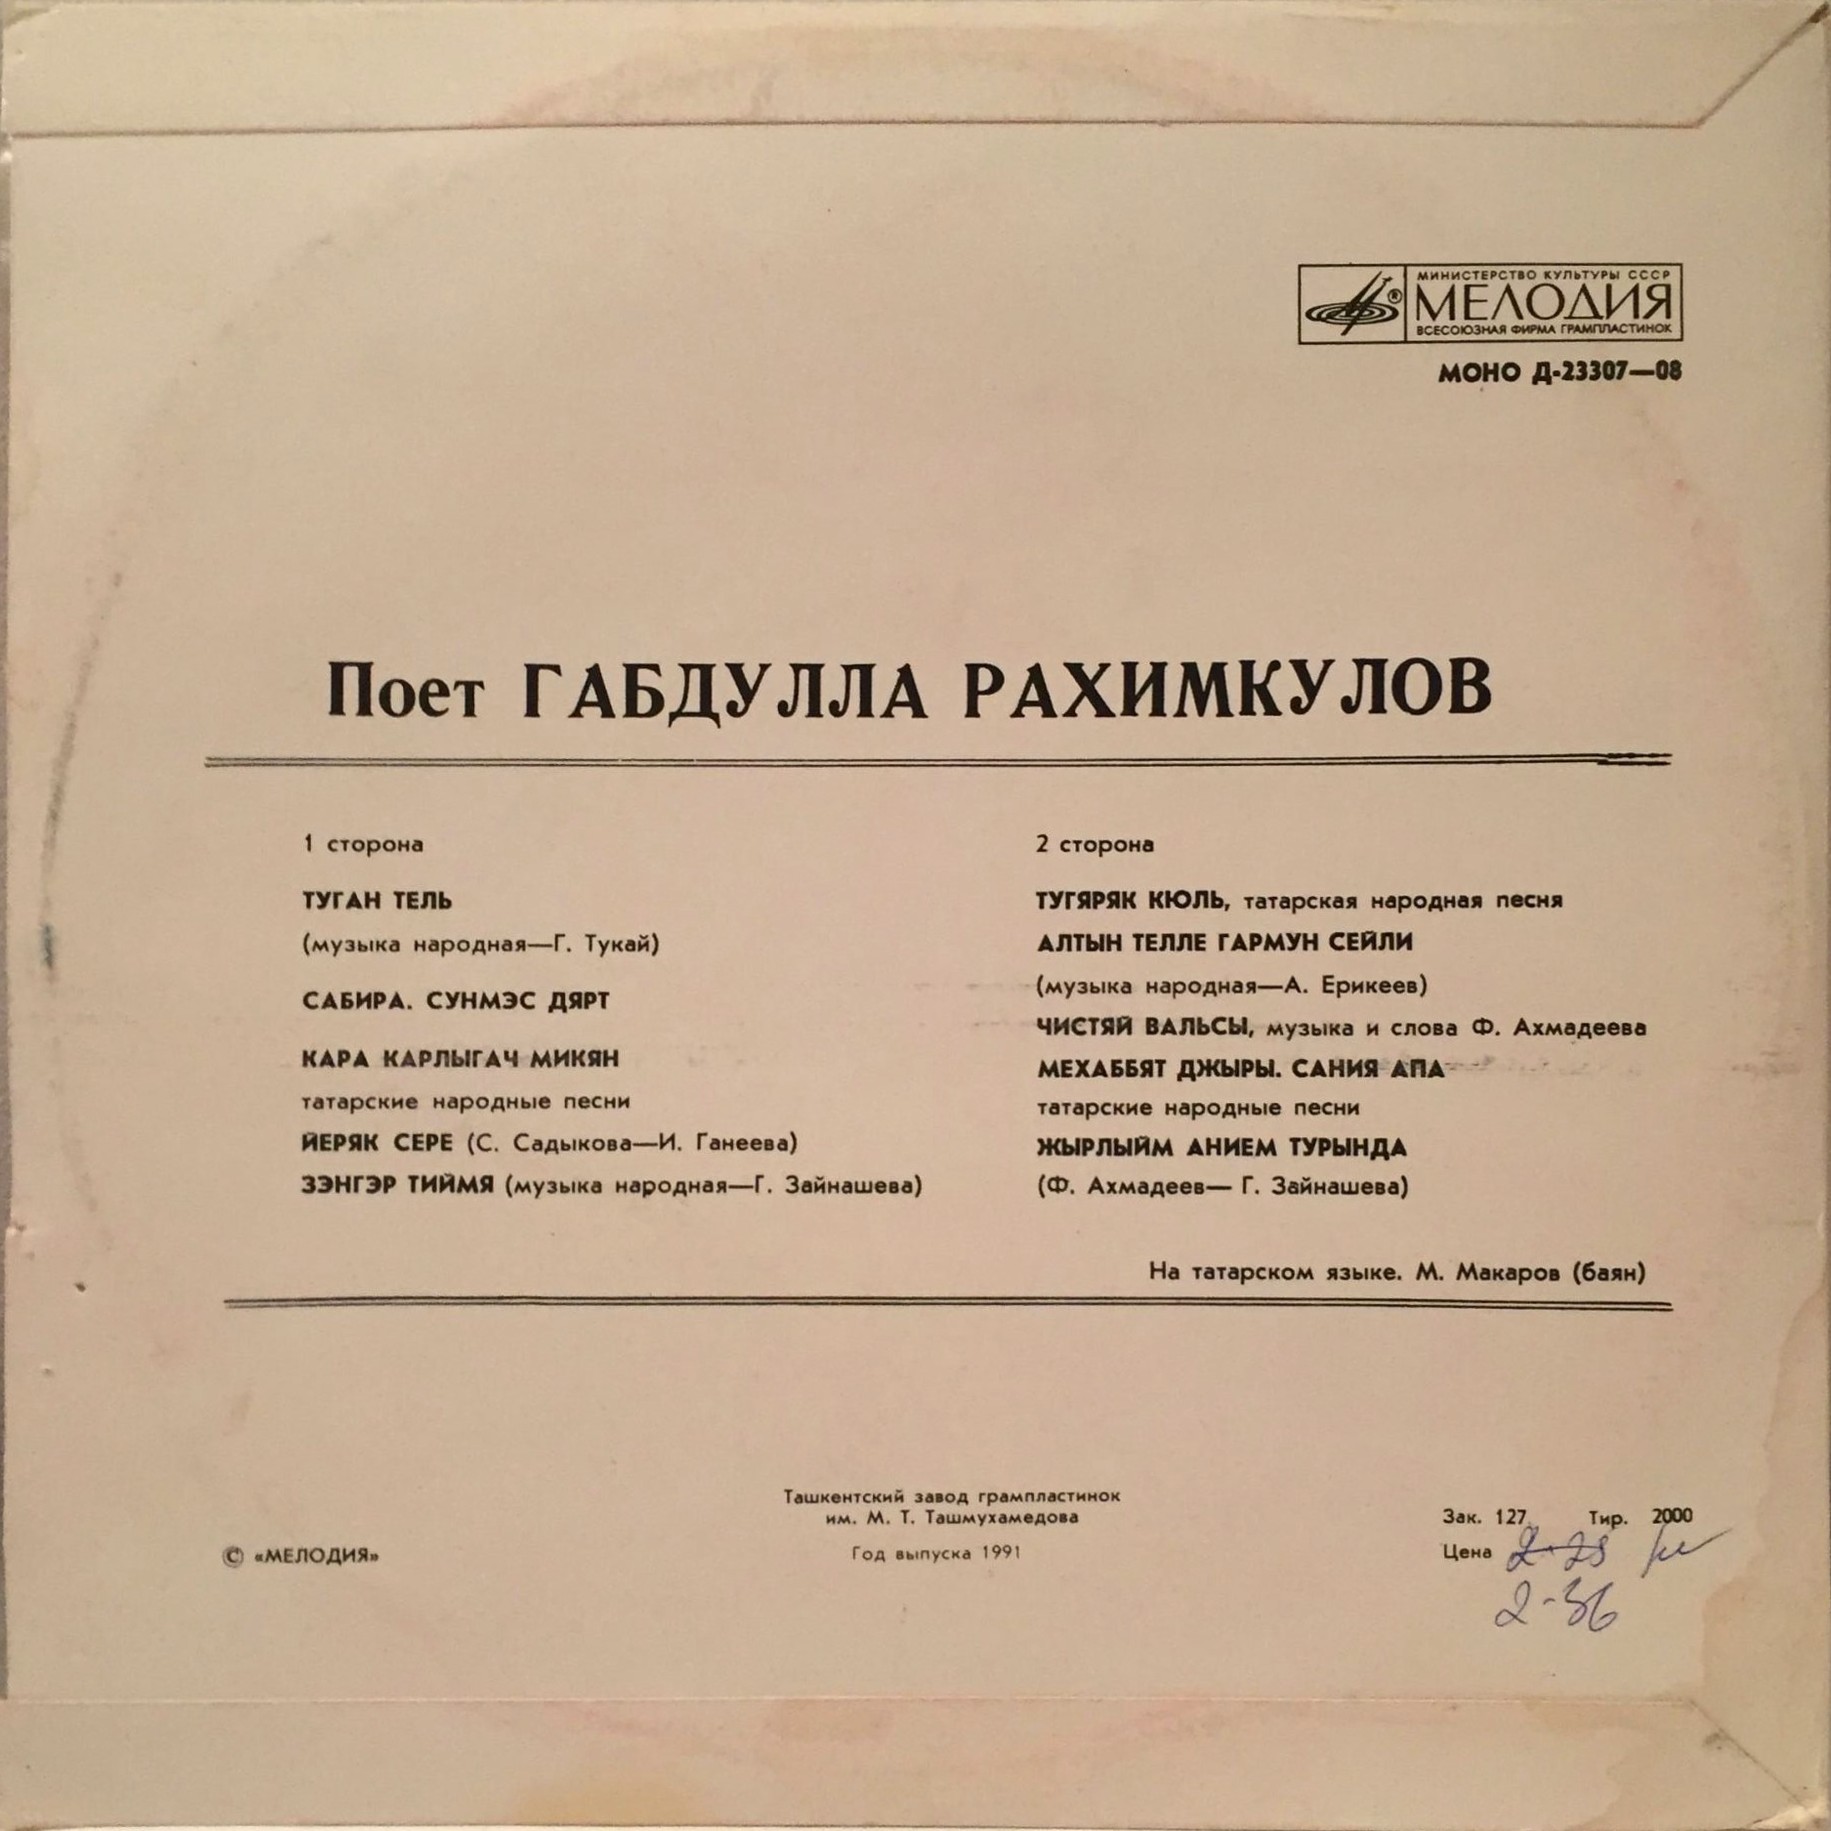 МИНИСТЕРСТВО КУЛЬТУРЫ СССР
МЕЛОДИЯ ®
ВСЕСОЮЗНАЯ ФИРМА ГРАМПЛАСТИНОК
МОНО Д-23307—08
Поет ГАБДУЛЛА РАХИМКУЛОВ
1 сторона
ТУГАН ТЕЛЬ
(музыка народная—Г. Тукай)
САБИРА. СУНМЭС ДЯРТ
КАРА КАРЛЫГАЧ МИКЯН
татарские народные песни
ЙЕРЯК СЕРЕ (С. Садыкова—И. Ганеева)
ЗЭНГЭР ТИЙМЯ (музыка народная—Г. Зайнашева)
2 сторона
ТУГЯРЯК КЮЛЬ, татарская народная песня
АЛТЫН ТЕЛЛЕ ГАРМУН СЕЙЛИ
(музыка народная—А. Ерикеев)
ЧИСТЯЙ ВАЛЬСЫ, музыка и слова Ф. Ахмадеева
МЕХАББЯТ ДЖЫРЫ. САНИЯ АПА
татарские народные песни
ЖЫРЛЫЙМ АНИЕМ ТУРЫНДА
(Ф. Ахмадеев— Г. Зайнашева)
На татарском языке. М. Макаров (баян)
© «МЕЛОДИЯ»
Ташкентский завод грампластинок
им. М. Т. Ташмухамедова
Год выпуска 1991
Зак. 127 Тир. 2000
Цена
2-36